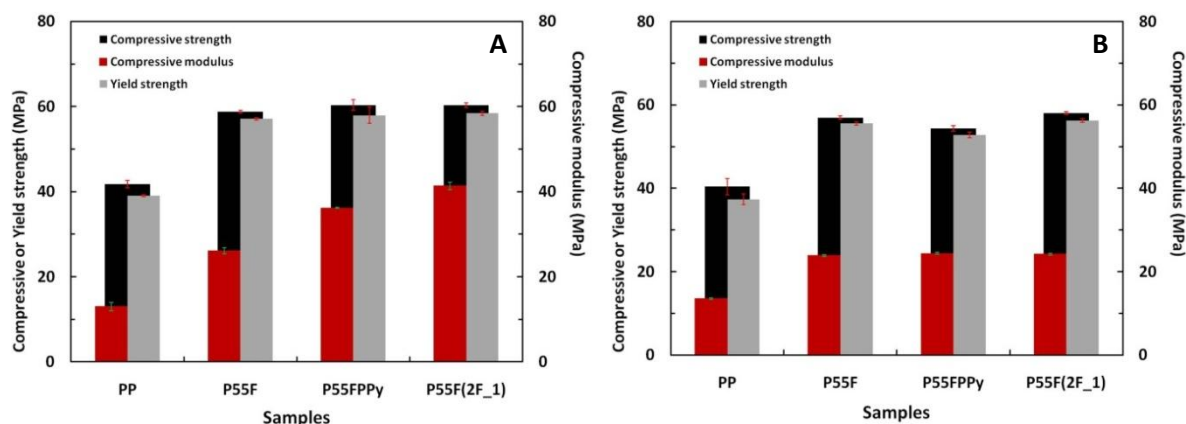 A
Compressive strength
Compressive modulus
Yield strength
Compressive or Yield strength (MPa)
80
60
40
20
0
Compressive modulus (MPa)
80
60
40
20
0
PP P55F P55FPPy P55F(2F_1)
Samples
B
Compressive strength
Compressive modulus
Yield strength
Compressive or Yield strength (MPa)
80
60
40
20
0
Compressive modulus (MPa)
80
60
40
20
0
PP P55F P55FPPy P55F(2F_1)
Samples